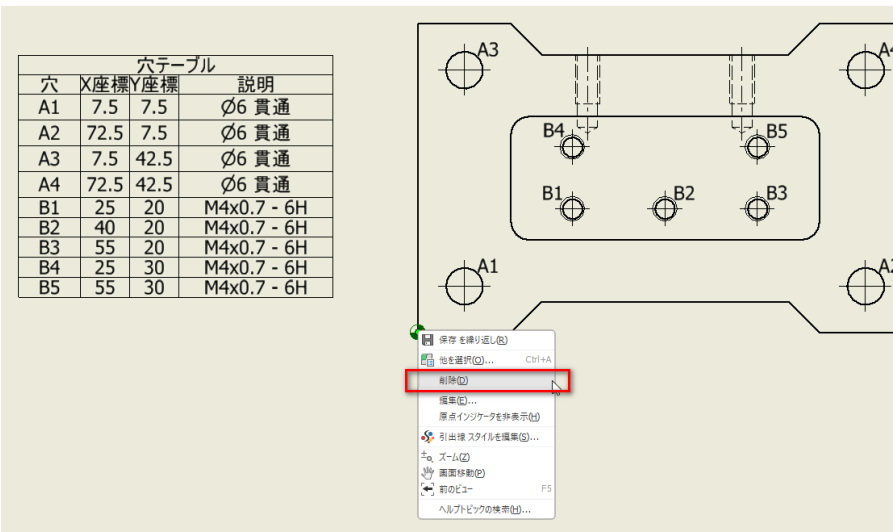 穴テーブル
穴 X座標 Y座標 説明
A1 7.5 7.5 Ø6 貫通
A2 72.5 7.5 Ø6 貫通
A3 7.5 42.5 Ø6 貫通
A4 72.5 42.5 Ø6 貫通
B1 25 20 M4x0.7 - 6H
B2 40 20 M4x0.7 - 6H
B3 55 20 M4x0.7 - 6H
B4 25 30 M4x0.7 - 6H
B5 55 30 M4x0.7 - 6H
A3 A4
B4 B5
B1 B2 B3
A1 A2
保存 を繰り返し(R)
他を選択(O)... Ctrl+A
削除(D)
編集(E)...
原点インジケータを非表示(H)
引出線 スタイルを編集(S)...
ズーム(Z)
画面移動(P)
前のビュー F5
ヘルプトピックの検索(H)...